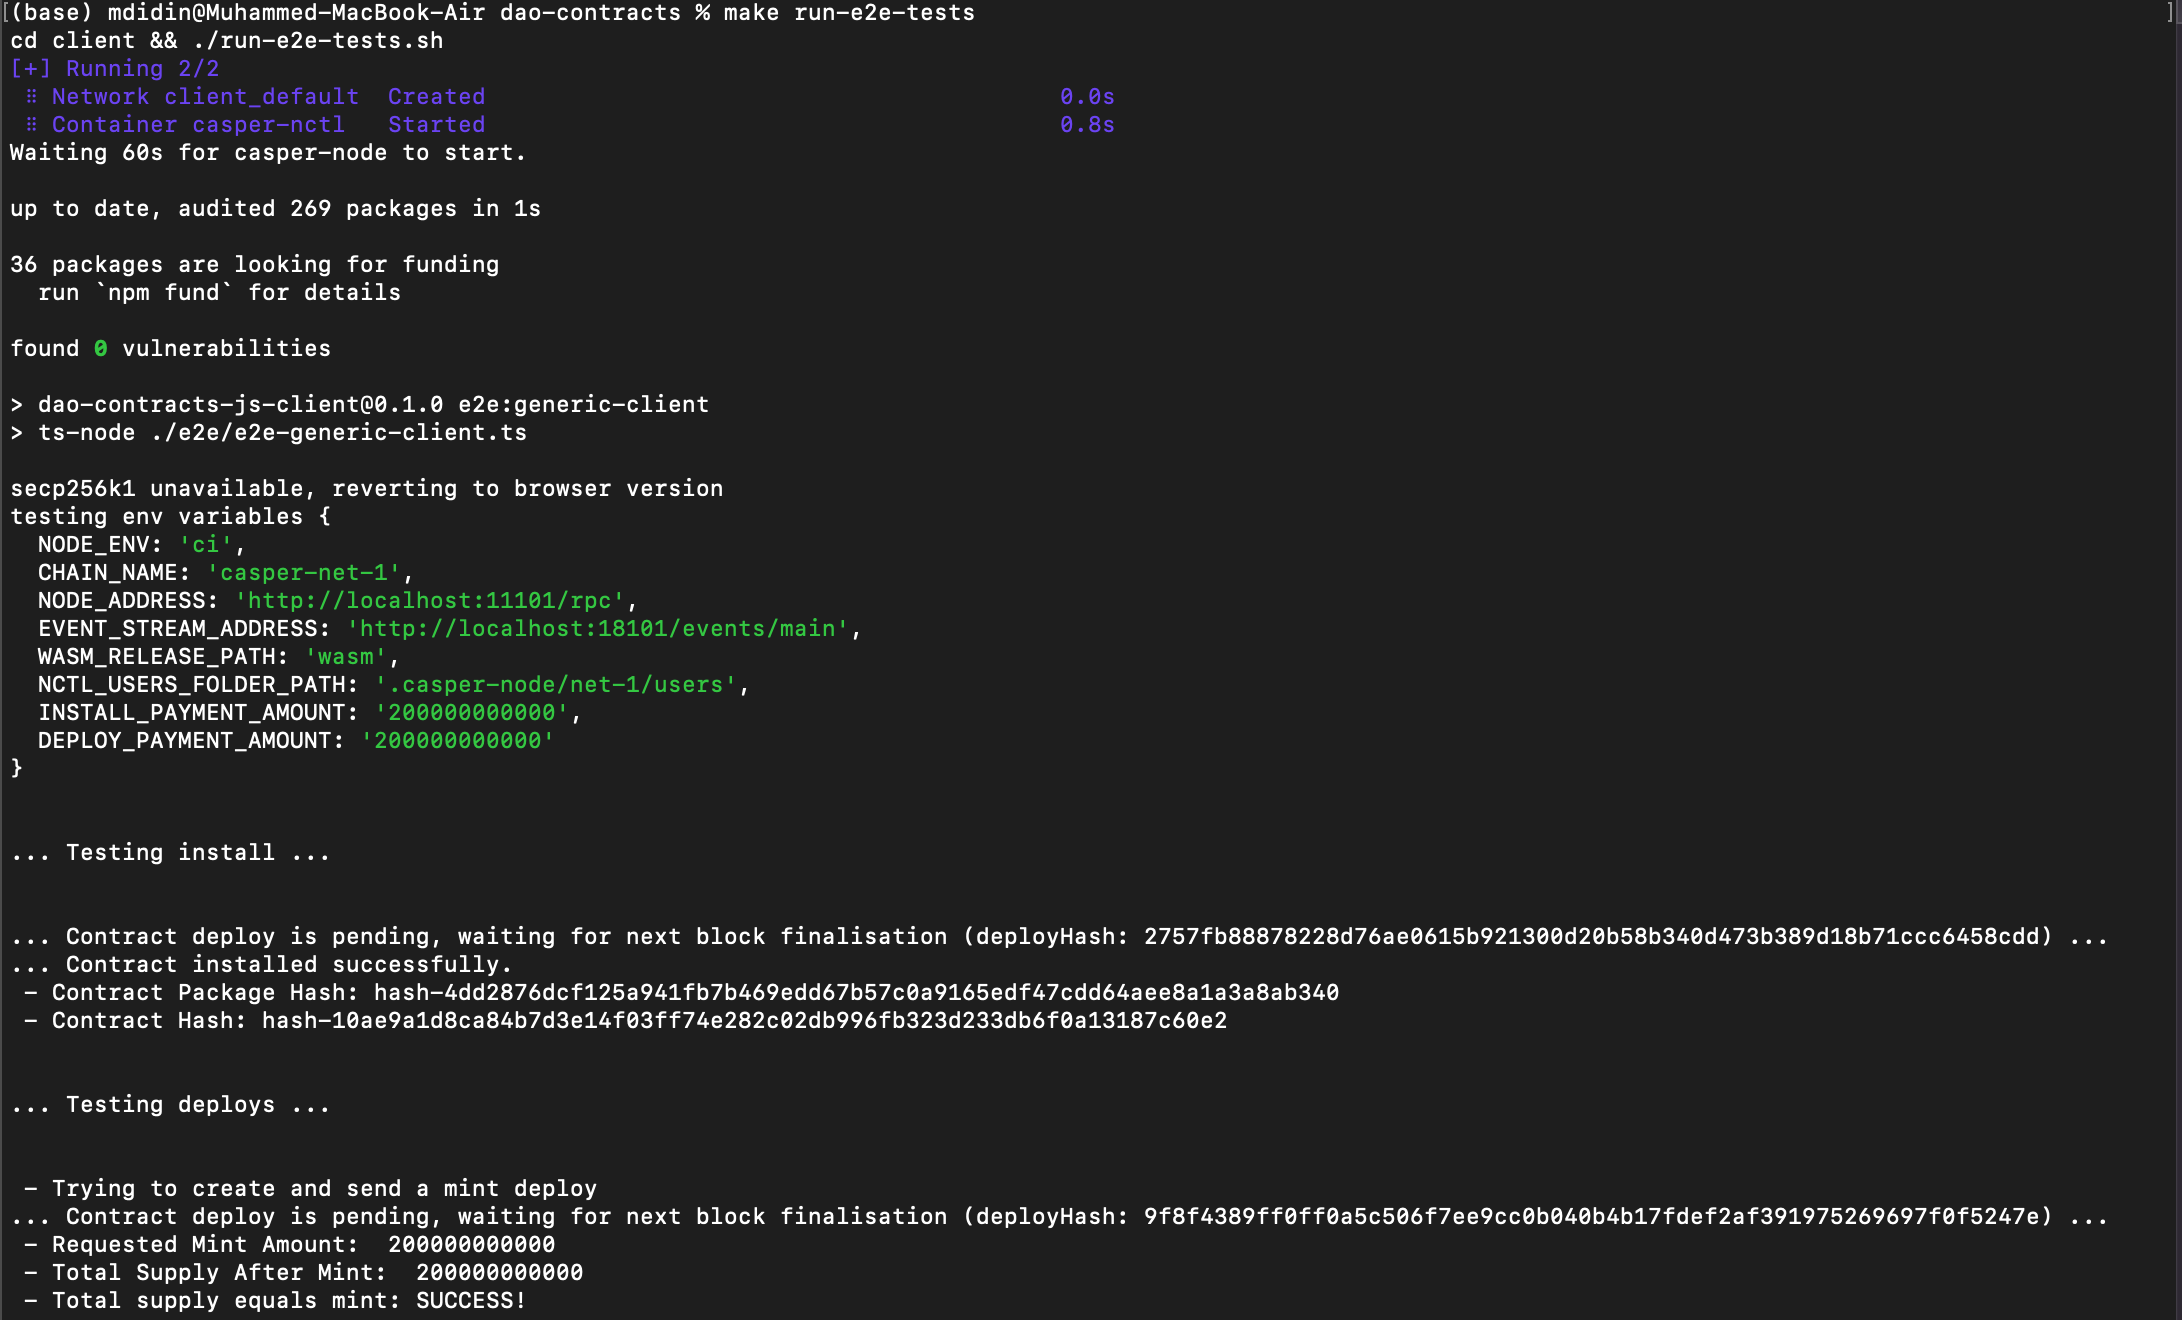 [(base) mdidin@Muhammed-MacBook-Air dao-contracts % make run-e2e-tests ]
cd client && ./run-e2e-tests.sh
[+] Running 2/2
⠿ Network client_default  Created 0.0s
⠿ Container casper-nctl   Started 0.8s
Waiting 60s for casper-node to start.
up to date, audited 269 packages in 1s
36 packages are looking for funding
run `npm fund` for details
found 0 vulnerabilities
> dao-contracts-js-client@0.1.0 e2e:generic-client
> ts-node ./e2e/e2e-generic-client.ts
secp256k1 unavailable, reverting to browser version
testing env variables {
NODE_ENV: 'ci',
CHAIN_NAME: 'casper-net-1',
NODE_ADDRESS: 'http://localhost:11101/rpc',
EVENT_STREAM_ADDRESS: 'http://localhost:18101/events/main',
WASM_RELEASE_PATH: 'wasm',
NCTL_USERS_FOLDER_PATH: '.casper-node/net-1/users',
INSTALL_PAYMENT_AMOUNT: '200000000000',
DEPLOY_PAYMENT_AMOUNT: '200000000000'
}
... Testing install ...
... Contract deploy is pending, waiting for next block finalisation (deployHash: 2757fb88878228d76ae0615b921300d20b58b340d473b389d18b71ccc6458cdd) ...
... Contract installed successfully.
- Contract Package Hash: hash-4dd2876dcf125a941fb7b469edd67b57c0a9165edf47cdd64aee8a1a3a8ab340
- Contract Hash: hash-10ae9a1d8ca84b7d3e14f03ff74e282c02db996fb323d233db6f0a13187c60e2
... Testing deploys ...
- Trying to create and send a mint deploy
... Contract deploy is pending, waiting for next block finalisation (deployHash: 9f8f4389ff0ff0a5c506f7ee9cc0b040b4b17fdef2af391975269697f0f5247e) ...
- Requested Mint Amount:  200000000000
- Total Supply After Mint:  200000000000
- Total supply equals mint: SUCCESS!